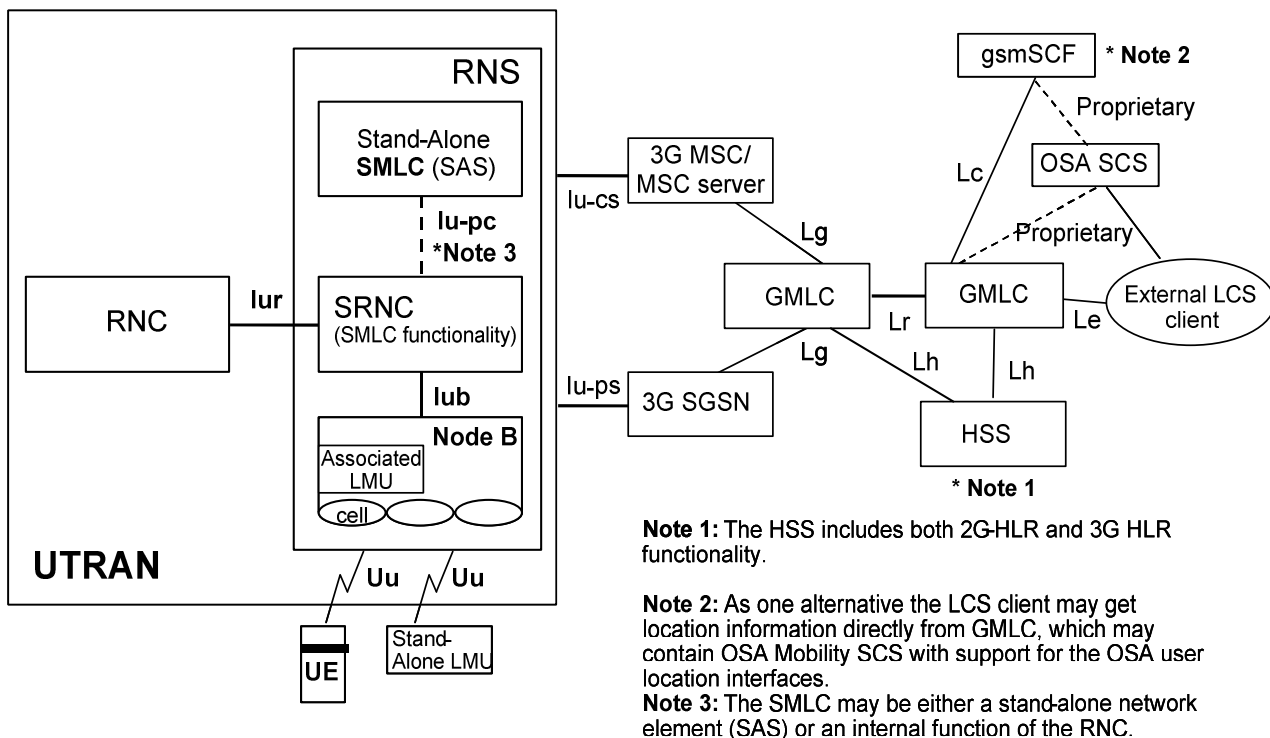 RNS
Stand-Alone
SMLC (SAS)
Iu-pc
*Note 3
RNC
Iur
SRNC
(SMLC functionality)
Iub
Node B
Associated
LMU
cell
UTRAN
Uu
Uu
UE
Stand-
Alone LMU
Iu-cs
Iu-ps
3G MSC/
MSC server
3G SGSN
Lg
Lg
GMLC
Lr
GMLC
Lh
Lh
HSS
* Note 1
gsmSCF
* Note 2
Proprietary
OSA SCS
Lc
Proprietary
Le
External LCS
client
Note 1: The HSS includes both 2G-HLR and 3G HLR
functionality.
Note 2: As one alternative the LCS client may get
location information directly from GMLC, which may
contain OSA Mobility SCS with support for the OSA user
location interfaces.
Note 3: The SMLC may be either a stand-alone network
element (SAS) or an internal function of the RNC.